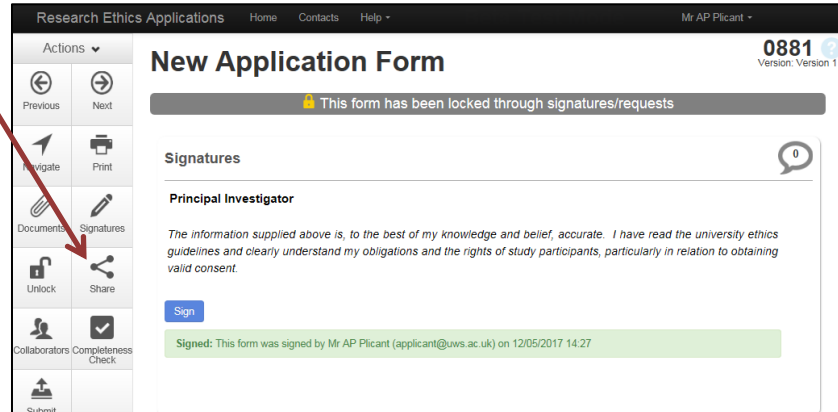 Research Ethics Applications Home Contacts Help Mr AP Plicant
Actions
0881 ?
Version: Version 1
New Application Form
Previous Next
This form has been locked through signatures/requests
Navigate Print
Signatures
0
Principal Investigator
Documents Signatures
The information supplied above is, to the best of my knowledge and belief, accurate. I have read the university ethics
guidelines and clearly understand my obligations and the rights of study participants, particularly in relation to obtaining
valid consent.
Unlock Share
Sign
Signed: This form was signed by Mr AP Plicant (applicant@uws.ac.uk) on 12/05/2017 14:27
Collaborators Completeness
Check
Submit